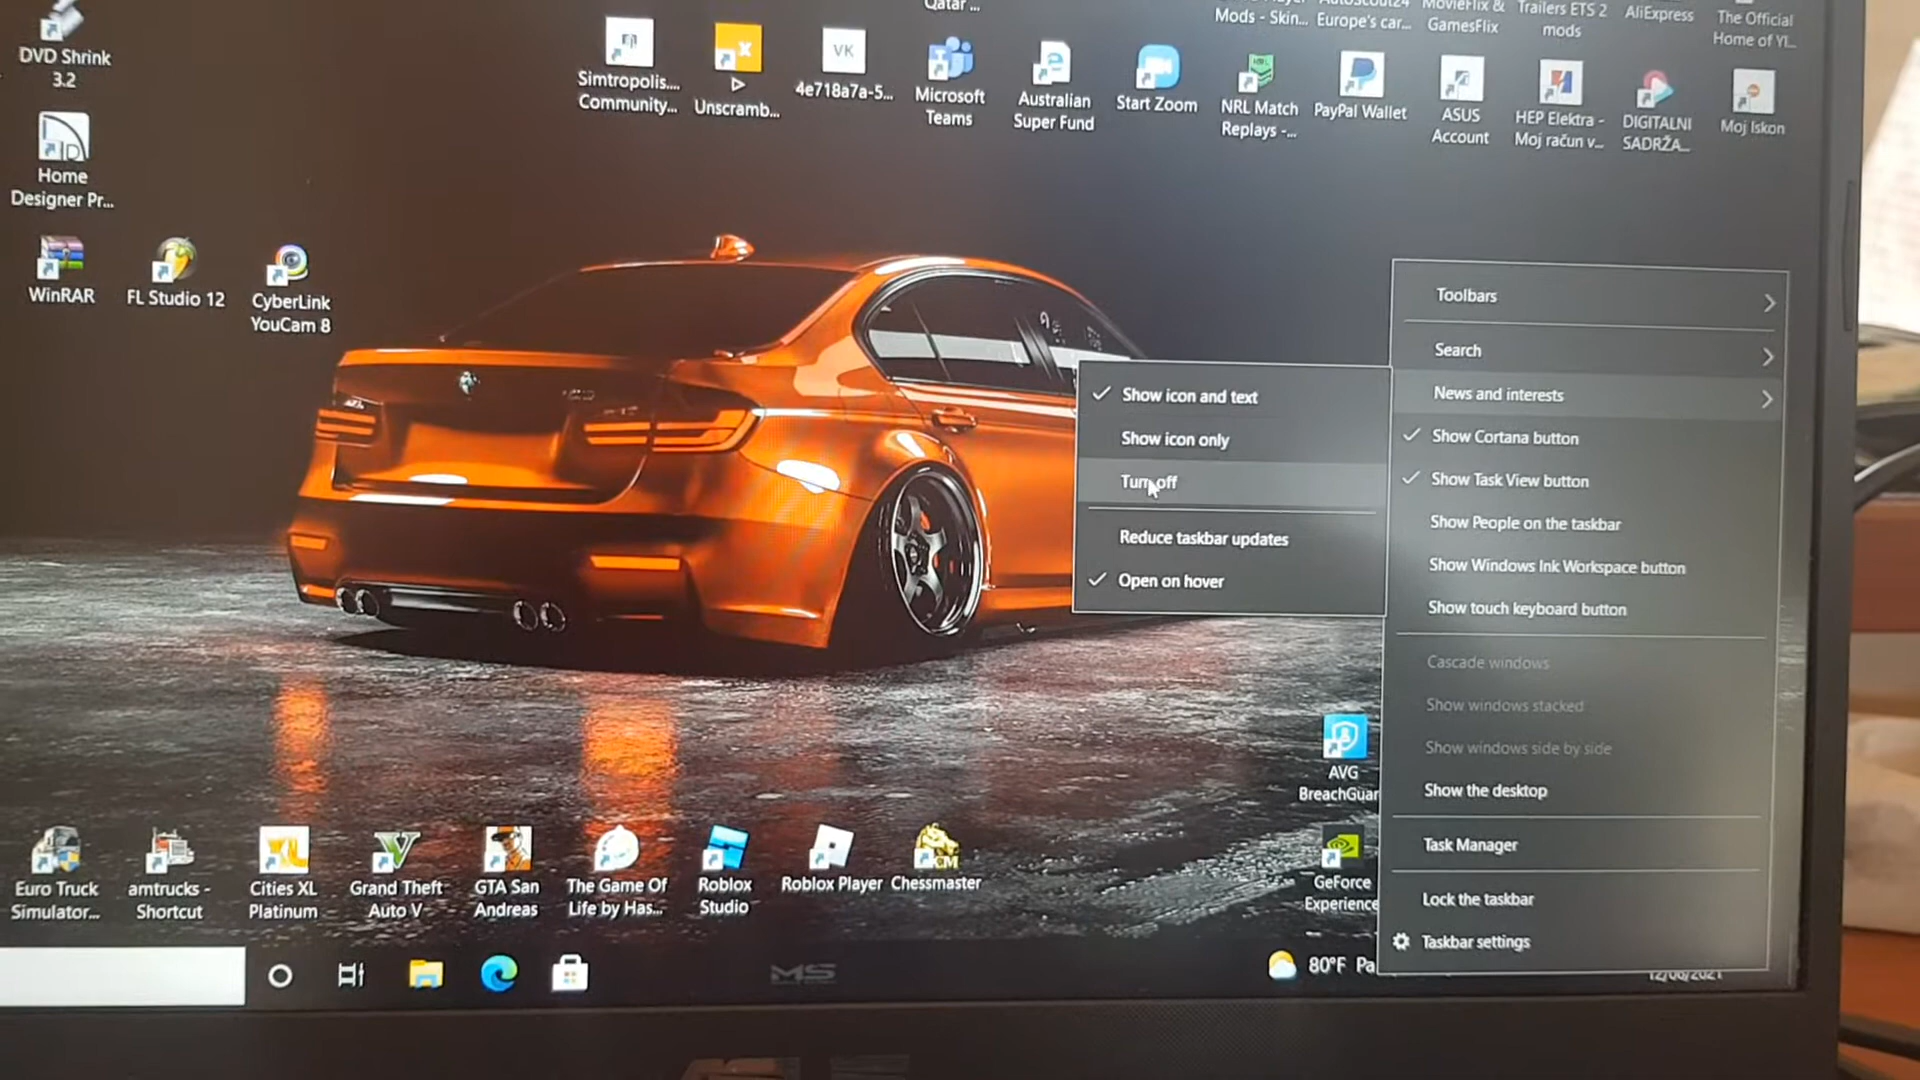 Qatar ...
Mods - Skin...
Europe's car...
MovieFlix &
GamesFlix
Trailers ETS 2
mods
AliExpress
The Official
Home of Yl...
DVD Shrink
3.2
Simtropolis....
Community...
Unscramb...
VK
4e718a7a-5...
Microsoft
Teams
Australian
Super Fund
Start Zoom
NRL Match
Replays -...
PayPal Wallet
ASUS
Account
HEP Elektra -
Moj račun v...
DIGITALNI
SADRŽA...
Moj Iskon
Home
Designer Pr...
WinRAR
FL Studio 12
CyberLink
YouCam 8
Show icon and text
Show icon only
Turn off
Reduce taskbar updates
Open on hover
Toolbars
Search
News and interests
Show Cortana button
Show Task View button
Show People on the taskbar
Show Windows Ink Workspace button
Show touch keyboard button
Cascade windows
Show windows stacked
Show windows side by side
Show the desktop
Task Manager
Lock the taskbar
Taskbar settings
AVG
BreachGuar
GeForce
Experience
Euro Truck
Simulator...
amtrucks -
Shortcut
XL
Cities XL
Platinum
V
Grand Theft
Auto V
GTA San
Andreas
The Game Of
Life by Has...
Roblox
Studio
Roblox Player
CM
Chessmaster
80°F Pa
12/06/2021